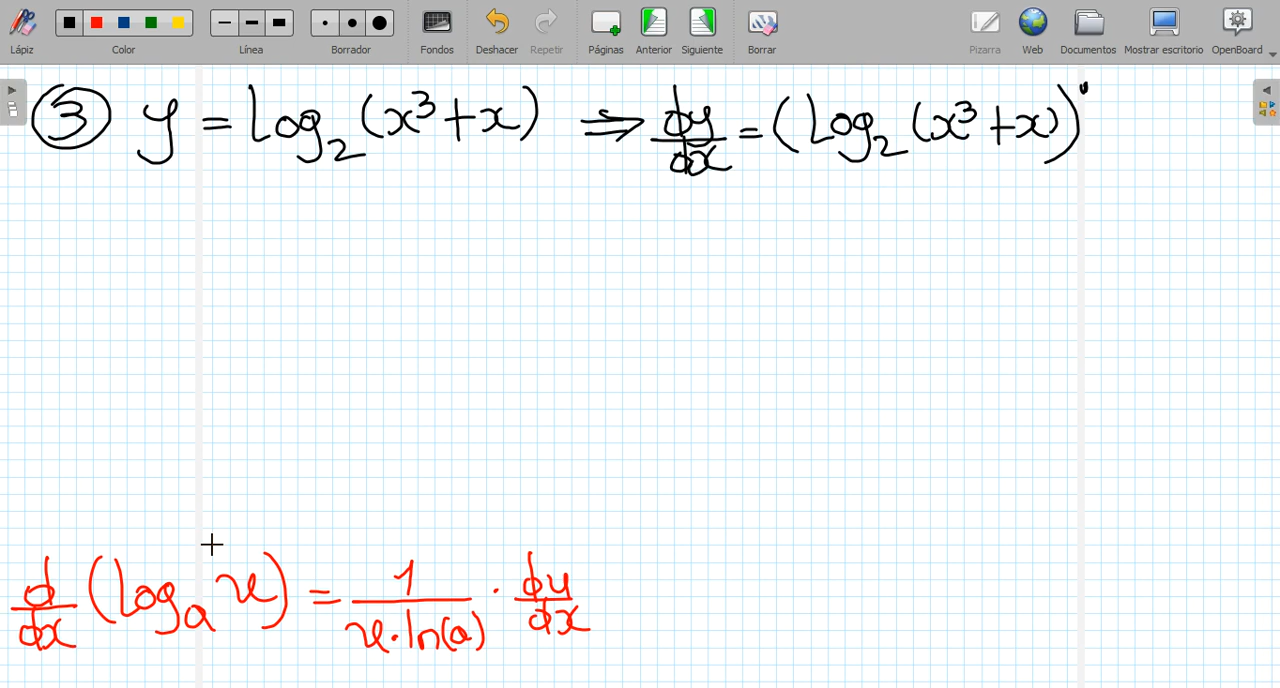 Lápiz Color Línea Borrador Fondos Deshacer Repetir Páginas Anterior Siguiente Borrar Pizarra Web Documentos Mostrar escritorio OpenBoard
③ y = log₂(x³+x) ⇒ dy/dx = (log₂(x³+x))'
d/dx (logₐ u) = 1/(u·ln(a)) · du/dx